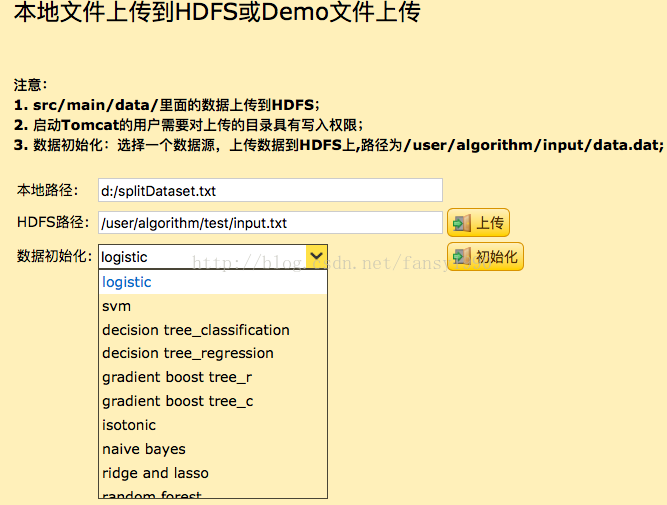 本地文件上传到HDFS或Demo文件上传
注意：
1. src/main/data/里面的数据上传到HDFS；
2. 启动Tomcat的用户需要对上传的目录具有写入权限；
3. 数据初始化：选择一个数据源，上传数据到HDFS上,路径为/user/algorithm/input/data.dat;
本地路径： d:/splitDataset.txt
HDFS路径： /user/algorithm/test/input.txt 上传
数据初始化： logistic 初始化
http://blog.csdn.net/fansy
logistic
svm
decision tree_classification
decision tree_regression
gradient boost tree_r
gradient boost tree_c
isotonic
naive bayes
ridge and lasso
random forest